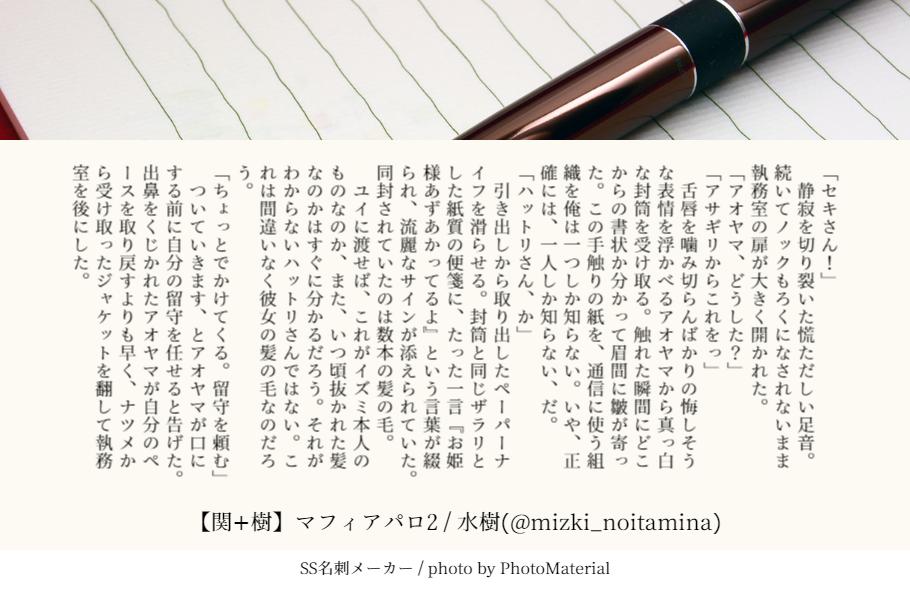 「セキさん！」
　静寂を切り裂いた慌ただしい足音。
続いてノックもろくになされないまま
執務室の扉が大きく開かれた。
「アオヤマ、どうした？」
「アサギリからこれをっ」
　舌唇を噛み切らんばかりの悔しそう
な表情を浮かべるアオヤマから真っ白
な封筒を受け取る。触れた瞬間にどこ
からの書状か分かって眉間に皺が寄っ
た。この手触りの紙を、通信に使う組
織を俺は一つしか知らない。いや、正
確には、一人しか知らない、だ。
「ハットリさん、か」
　引き出しから取り出したペーパーナ
イフを滑らせる。封筒と同じザラリと
した紙質の便箋に、たった一言『お姫
様あずあかってるよ』という言葉が綴
られ、流麗なサインが添えられていた。
同封されていたのは数本の髪の毛。
　ユイに渡せば、これがイズミ本人の
ものなのか、また、いつ頃抜かれた髪
なのかはすぐに分かるだろう。それが
わからないハットリさんではない。こ
れは間違いなく彼女の髪の毛なのだろ
う。
「ちょっとでかけてくる。留守を頼む」
　ついていきます、とアオヤマが口に
する前に自分の留守を任せると告げた。
出鼻をくじかれたアオヤマが自分のペ
ースを取り戻すよりも早く、ナツメか
ら受け取ったジャケットを翻して執務
室を後にした。
【関+樹】マフィアパロ2 / 水樹(@mizki_noitamina)
SS名刺メーカー / photo by PhotoMaterial